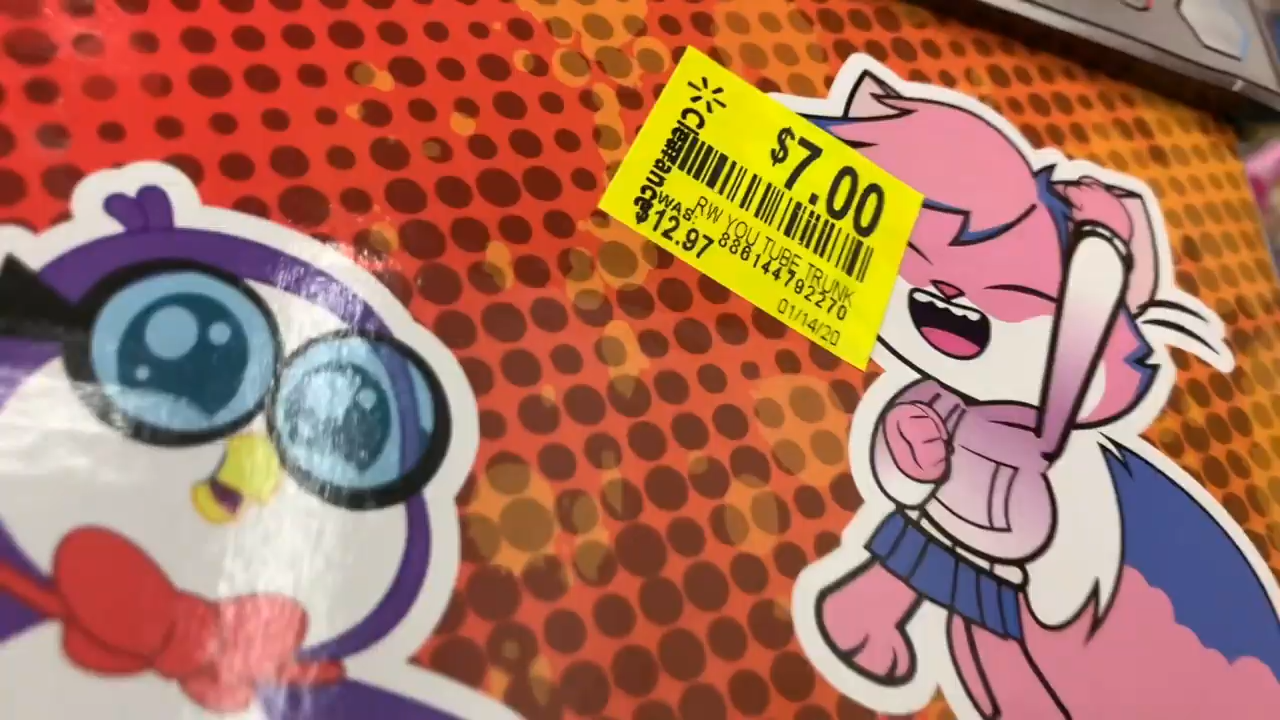 Clearance
$7.00
RW YOU TUBE TRUNK
WAS:
$12.97
886144792270
01/14/20